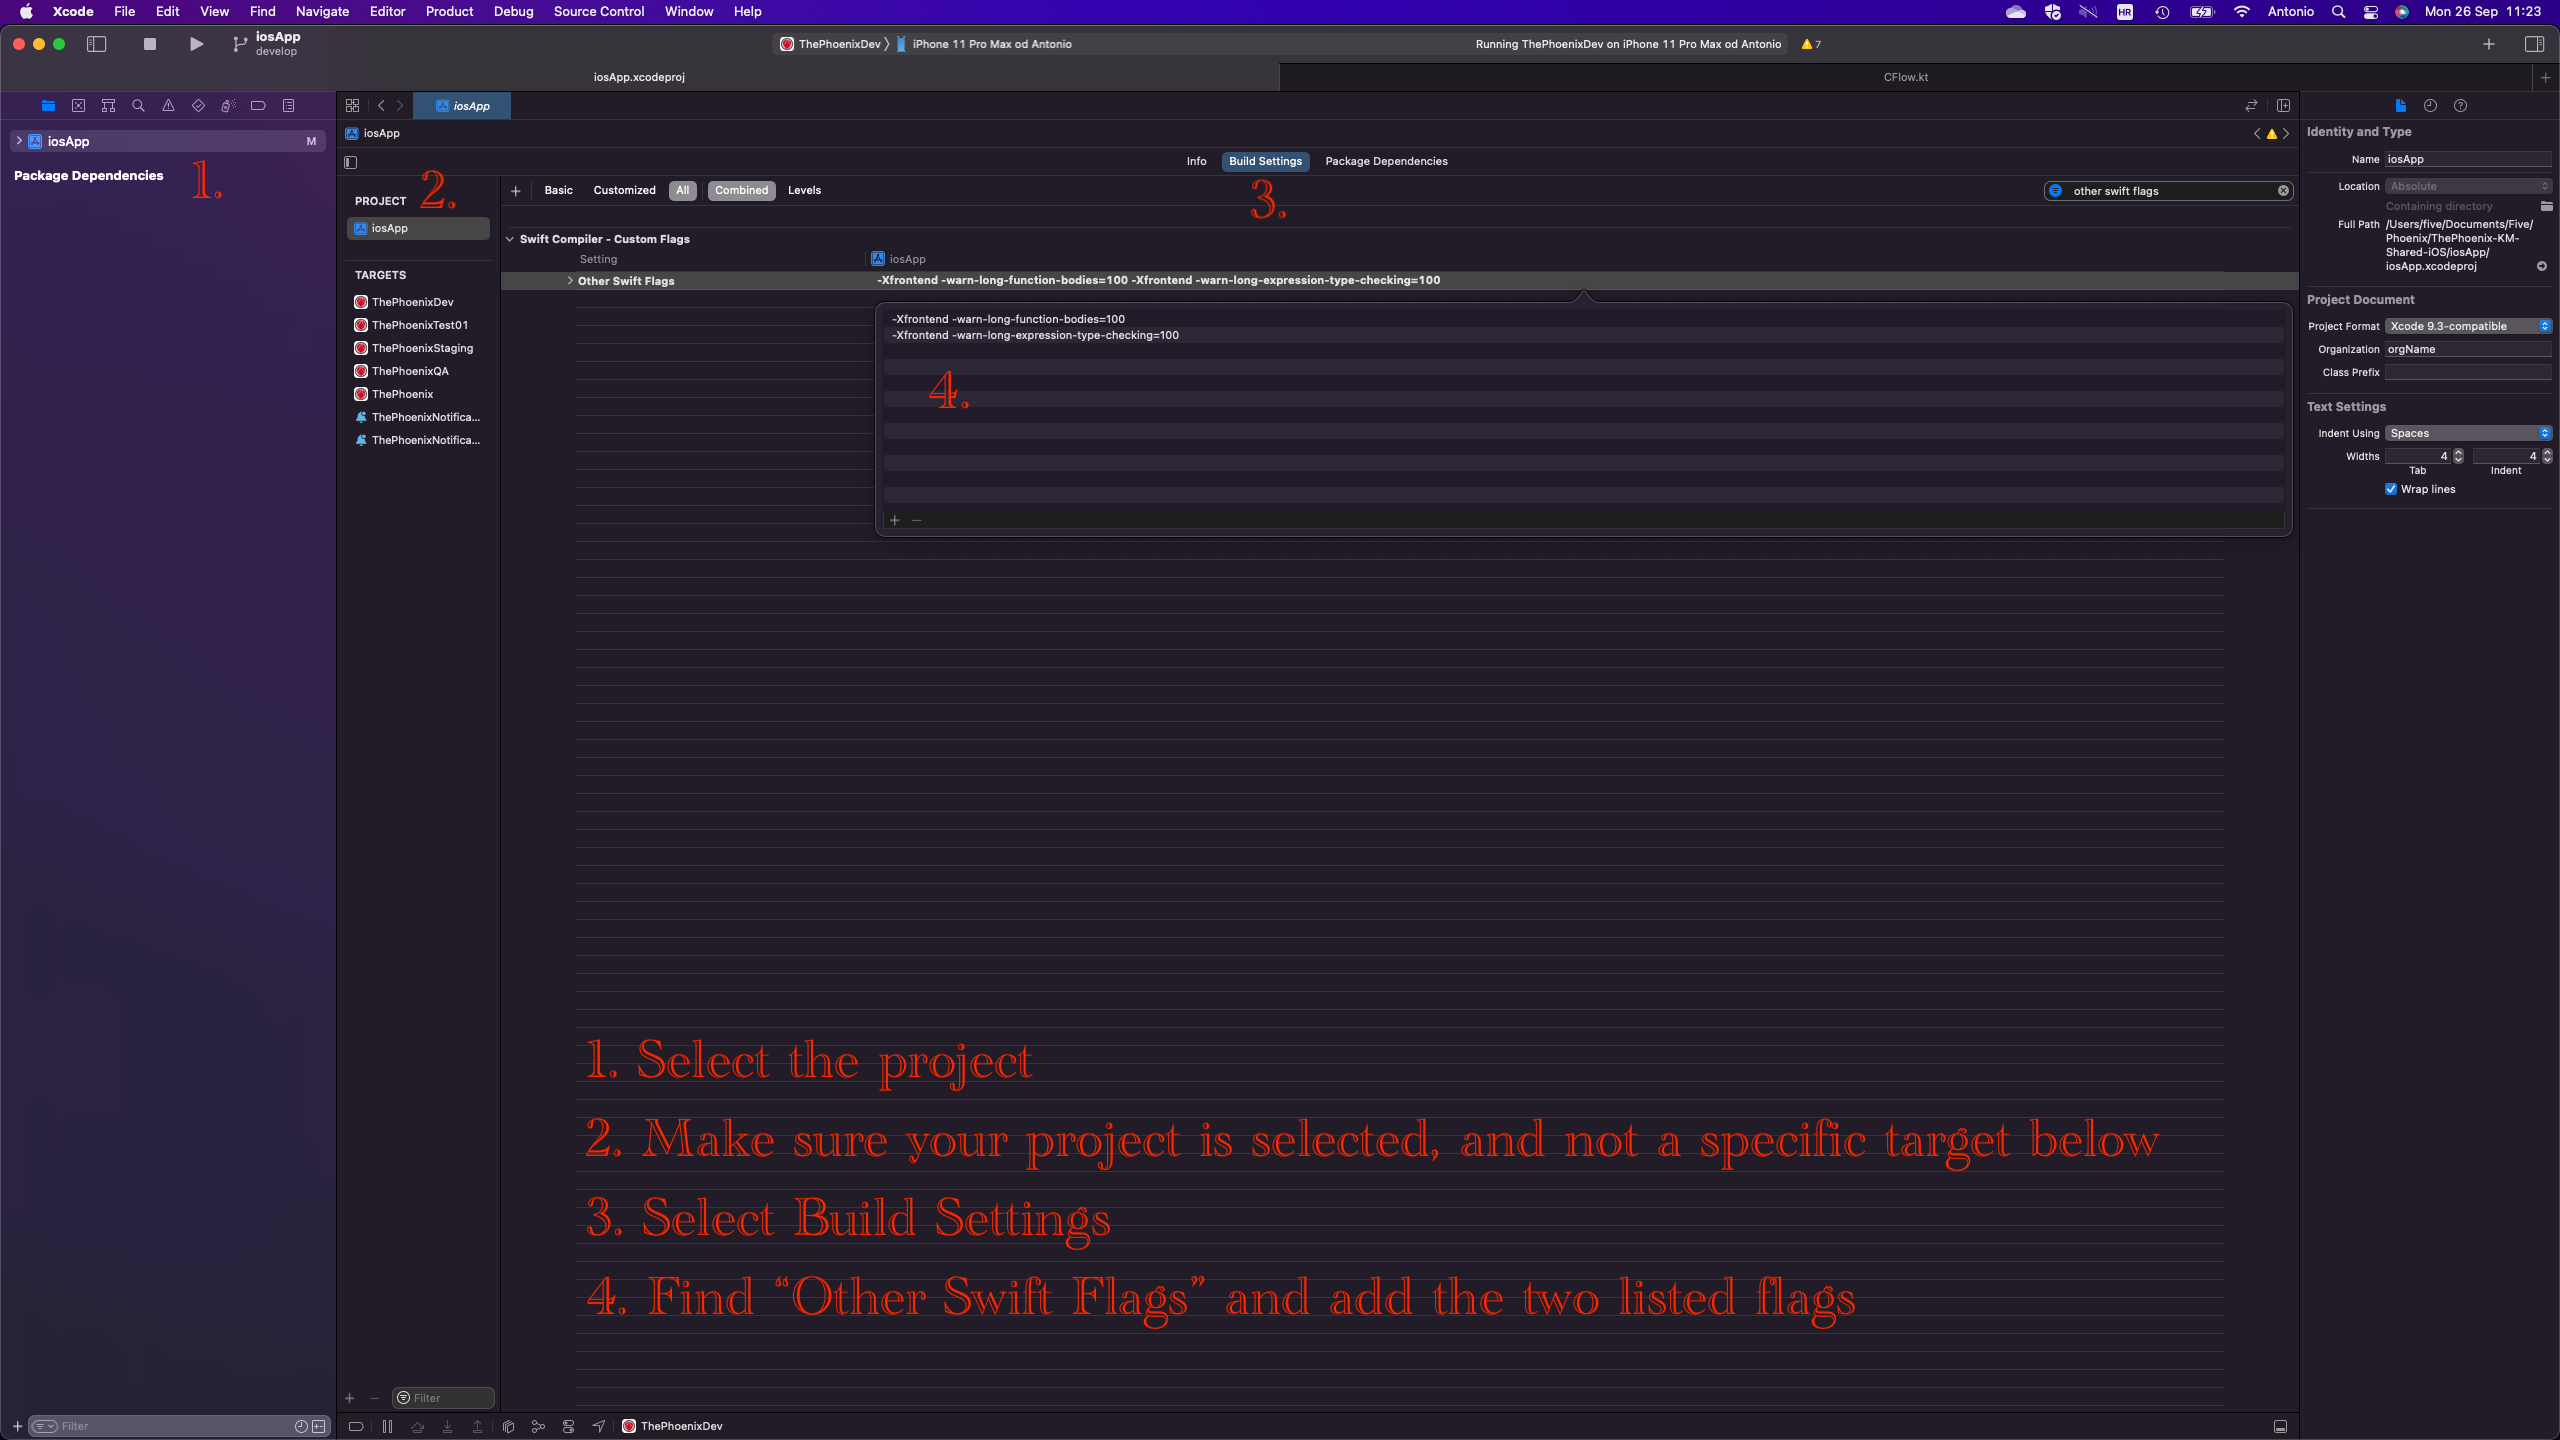 Xcode File Edit View Find Navigate Editor Product Debug Source Control Window Help HR Antonio Mon 26 Sep 11:23
iosApp
develop
ThePhoenixDev iPhone 11 Pro Max od Antonio Running ThePhoenixDev on iPhone 11 Pro Max od Antonio 7
iosApp.xcodeproj CFlow.kt
iosApp
iosApp M
Package Dependencies
1.
iosApp
Info Build Settings Package Dependencies
2.
3.
PROJECT
iosApp
TARGETS
ThePhoenixDev
ThePhoenixTest01
ThePhoenixStaging
ThePhoenixQA
ThePhoenix
ThePhoenixNotifica...
ThePhoenixNotifica...
Basic Customized All Combined Levels other swift flags
Swift Compiler - Custom Flags
Setting iosApp
Other Swift Flags -Xfrontend -warn-long-function-bodies=100 -Xfrontend -warn-long-expression-type-checking=100
-Xfrontend -warn-long-function-bodies=100
-Xfrontend -warn-long-expression-type-checking=100
4.
1. Select the project
2. Make sure your project is selected, and not a specific target below
3. Select Build Settings
4. Find “Other Swift Flags” and add the two listed flags
Identity and Type
Name iosApp
Location Absolute
Containing directory
Full Path /Users/five/Documents/Five/
Phoenix/ThePhoenix-KM-
Shared-iOS/iosApp/
iosApp.xcodeproj
Project Document
Project Format Xcode 9.3-compatible
Organization orgName
Class Prefix
Text Settings
Indent Using Spaces
Widths 4 4
Tab Indent
Wrap lines
Filter
Filter
ThePhoenixDev